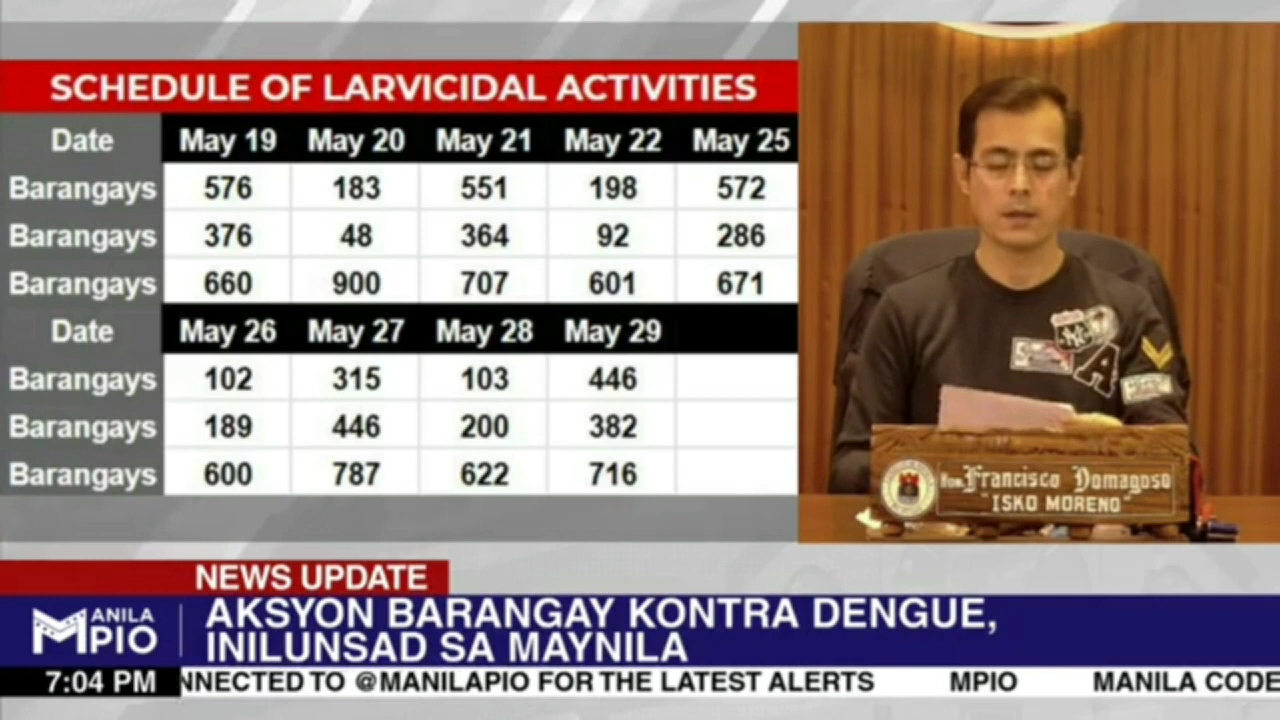 SCHEDULE OF LARVICIDAL ACTIVITIES
Date May 19 May 20 May 21 May 22 May 25
Barangays 576 183 551 198 572
Barangays 376 48 364 92 286
Barangays 660 900 707 601 671
Date May 26 May 27 May 28 May 29
Barangays 102 315 103 446
Barangays 189 446 200 382
Barangays 600 787 622 716
A
Hon. Francisco Domagoso
"ISKO MORENO"
NEWS UPDATE
MANILA
MPIO
AKSYON BARANGAY KONTRA DENGUE,
INILUNSAD SA MAYNILA
7:04 PM NNECTED TO @MANILAPIO FOR THE LATEST ALERTS MPIO MANILA CODE